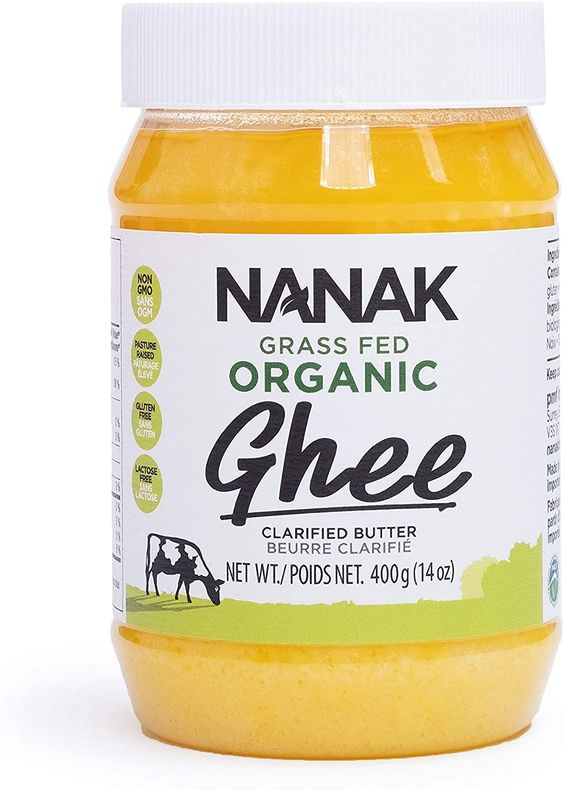 NANAK
GRASS FED
ORGANIC
Ghee
CLARIFIED BUTTER
BEURRE CLARIFIÉ
NET WT./POIDS NET. 400g (14 oz)
NON
GMO
SANS
OGM
PASTURE
RAISED
PÂTURAGE
ÉLEVÉ
GLUTEN
FREE
SANS
GLUTEN
LACTOSE
FREE
SANS
LACTOSE